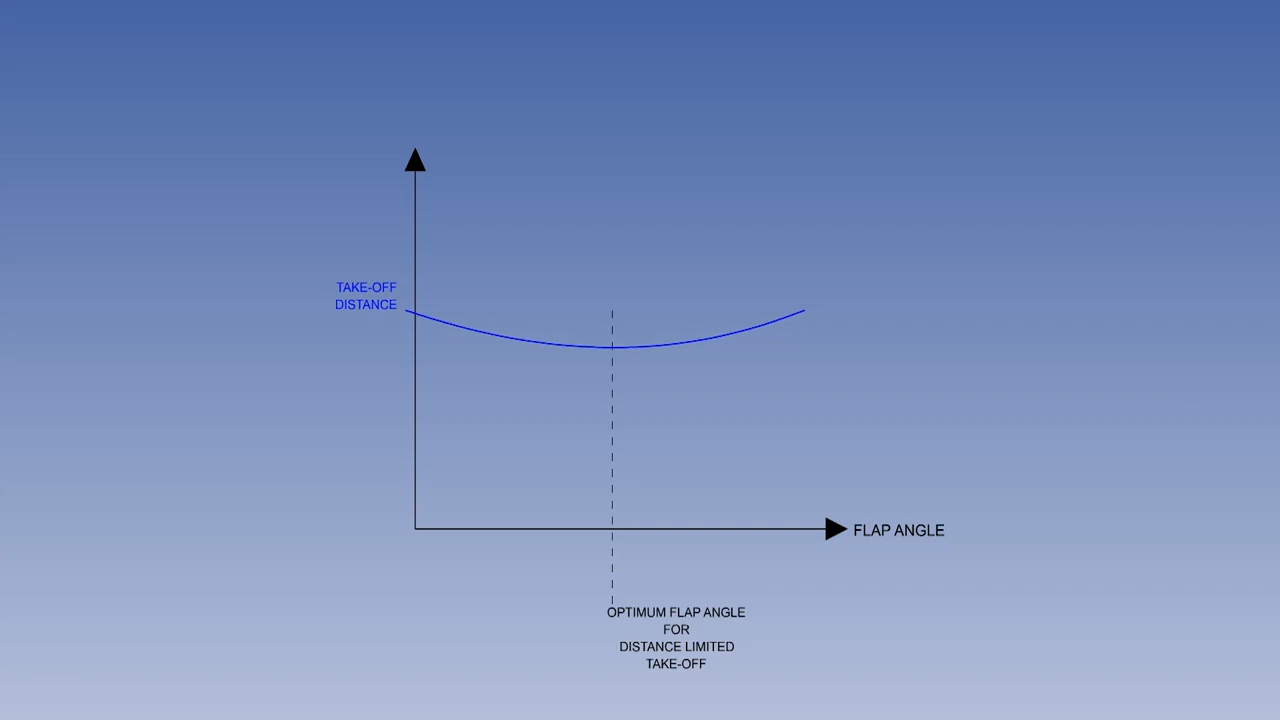 TAKE-OFF
DISTANCE
FLAP ANGLE
OPTIMUM FLAP ANGLE
FOR
DISTANCE LIMITED
TAKE-OFF